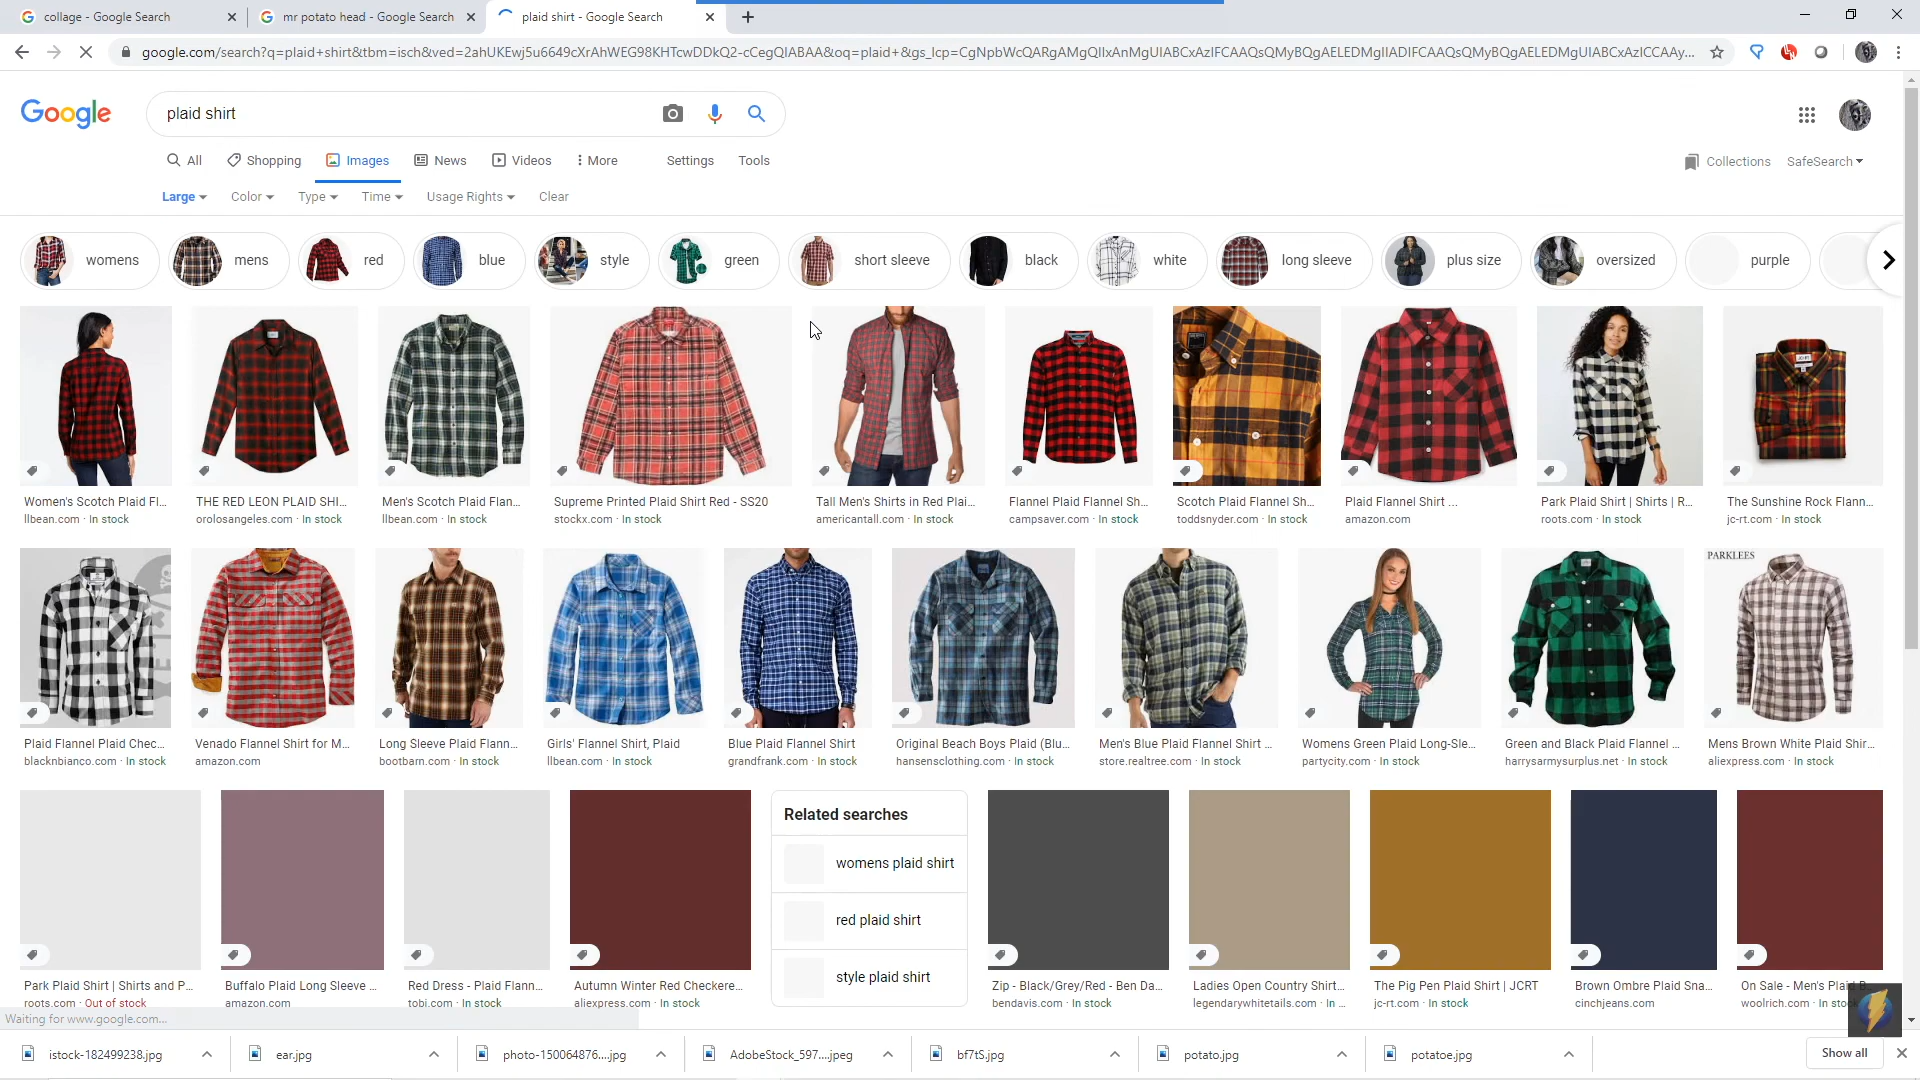 collage - Google Search
mr potato head - Google Search
plaid shirt - Google Search
google.com/search?q=plaid+shirt&tbm=isch&ved=2ahUKEwj5u6649cXrAhWEG98KHTcwDDkQ2-cCegQIABAA&oq=plaid+&gs_lcp=CgNpbWcQARgAMgQIIxAnMgUIABCxAzIFCAAQsQMyBQgAELEDMgIIADIFCAAQsQMyBQgAELEDMgUIABCxAzICCAAy...
Google
plaid shirt
All Shopping Images News Videos More Settings Tools
Collections SafeSearch
Large Color Type Time Usage Rights Clear
womens mens red blue style green short sleeve black white long sleeve plus size oversized purple
Women's Scotch Plaid Fl... THE RED LEON PLAID SHI... Men's Scotch Plaid Flan... Supreme Printed Plaid Shirt Red - SS20 Tall Men's Shirts in Red Plai... Flannel Plaid Flannel Sh... Scotch Plaid Flannel Sh... Plaid Flannel Shirt ... Park Plaid Shirt | Shirts | R... The Sunshine Rock Flann...
llbean.com · In stock orolosangeles.com · In stock llbean.com · In stock stockx.com · In stock americantall.com · In stock campsaver.com · In stock toddsnyder.com · In stock amazon.com roots.com · In stock jc-rt.com · In stock
PARKLEES
Plaid Flannel Plaid Chec... Venado Flannel Shirt for M... Long Sleeve Plaid Flann... Girls' Flannel Shirt, Plaid Blue Plaid Flannel Shirt Original Beach Boys Plaid (Blu... Men's Blue Plaid Flannel Shirt ... Womens Green Plaid Long-Sle... Green and Black Plaid Flannel ... Mens Brown White Plaid Shir...
blacknbianco.com · In stock amazon.com bootbarn.com · In stock llbean.com · In stock grandfrank.com · In stock hansensclothing.com · In stock store.realtree.com · In stock partycity.com · In stock harrysarmysurplus.net · In stock aliexpress.com · In stock
Related searches
womens plaid shirt
red plaid shirt
style plaid shirt
Park Plaid Shirt | Shirts and P... Buffalo Plaid Long Sleeve ... Red Dress - Plaid Flann... Autumn Winter Red Checkere... Zip - Black/Grey/Red - Ben Da... Ladies Open Country Shirt... The Pig Pen Plaid Shirt | JCRT Brown Ombre Plaid Sna... On Sale - Men's Plaid
roots.com · Out of stock amazon.com tobi.com · In stock aliexpress.com · In stock bendavis.com · In stock legendarywhitetails.com · In ... jc-rt.com · In stock cinchjeans.com woolrich.com · In stock
Waiting for www.google.com...
istock-182499238.jpg ear.jpg photo-150064876....jpg AdobeStock_597....jpeg bf7tS.jpg potato.jpg potatoe.jpg Show all